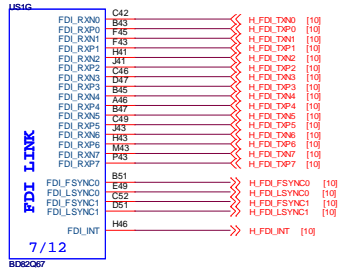 US1G
FDI_RXN0 C42 H_FDI_TXN0 [10]
FDI_RXP0 B43 H_FDI_TXP0 [10]
FDI_RXN1 F45 H_FDI_TXN1 [10]
FDI_RXP1 F43 H_FDI_TXP1 [10]
FDI_RXN2 H41 H_FDI_TXN2 [10]
FDI_RXP2 J41 H_FDI_TXP2 [10]
FDI_RXN3 C46 H_FDI_TXN3 [10]
FDI_RXP3 D47 H_FDI_TXP3 [10]
FDI_RXN4 B45 H_FDI_TXN4 [10]
FDI_RXP4 A46 H_FDI_TXP4 [10]
FDI_RXN5 B47 H_FDI_TXN5 [10]
FDI_RXP5 C49 H_FDI_TXP5 [10]
FDI_RXN6 J43 H_FDI_TXN6 [10]
FDI_RXP6 H43 H_FDI_TXP6 [10]
FDI_RXN7 M43 H_FDI_TXN7 [10]
FDI_RXP7 P43 H_FDI_TXP7 [10]
FDI_FSYNC0 B51 H_FDI_FSYNC0 [10]
FDI_LSYNC0 E49 H_FDI_LSYNC0 [10]
FDI_FSYNC1 C52 H_FDI_FSYNC1 [10]
FDI_LSYNC1 D51 H_FDI_LSYNC1 [10]
FDI_INT H46 H_FDI_INT [10]
FDI LINK
7/12
BD82Q67